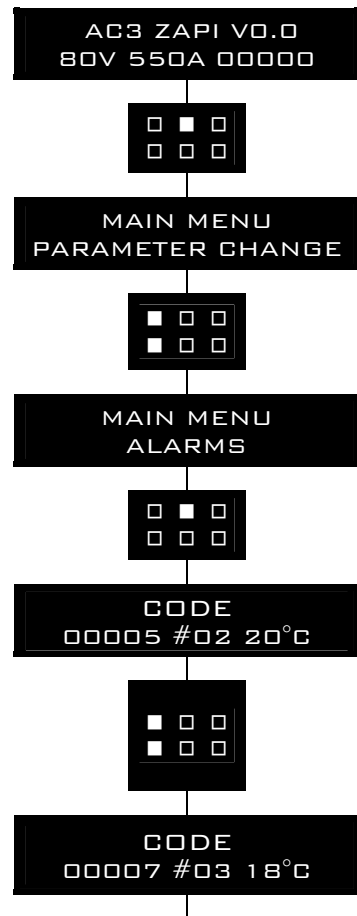 AC3 ZAPI V0.0
80V 550A 00000
MAIN MENU
PARAMETER CHANGE
MAIN MENU
ALARMS
CODE
00005 #02 20°C
CODE
00007 #03 18°C